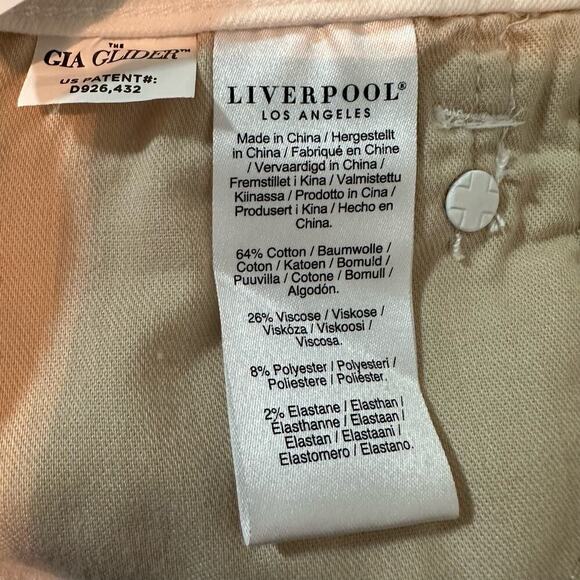 THE
GIA GLIDER™
US PATENT#:
D926,432
LIVERPOOL®
LOS ANGELES
Made in China / Hergestellt
in China / Fabriqué en Chine
/ Vervaardigd in China /
Fremstillet i Kina / Valmistettu
Kiinassa / Prodotto in Cina /
Produsert i Kina / Hecho en
China.
64% Cotton / Baumwolle /
Coton / Katoen / Bomuld /
Puuvilla / Cotone / Bomull /
Algodón.
26% Viscose / Viskose /
Viskóza / Viskoosi /
Viscosa.
8% Polyester / Polyesteri /
Poliestere / Poliéster.
2% Elastane / Elasthan /
Elasthanne / Elastaan /
Elastan / Elastaani /
Elastomero / Elastano.